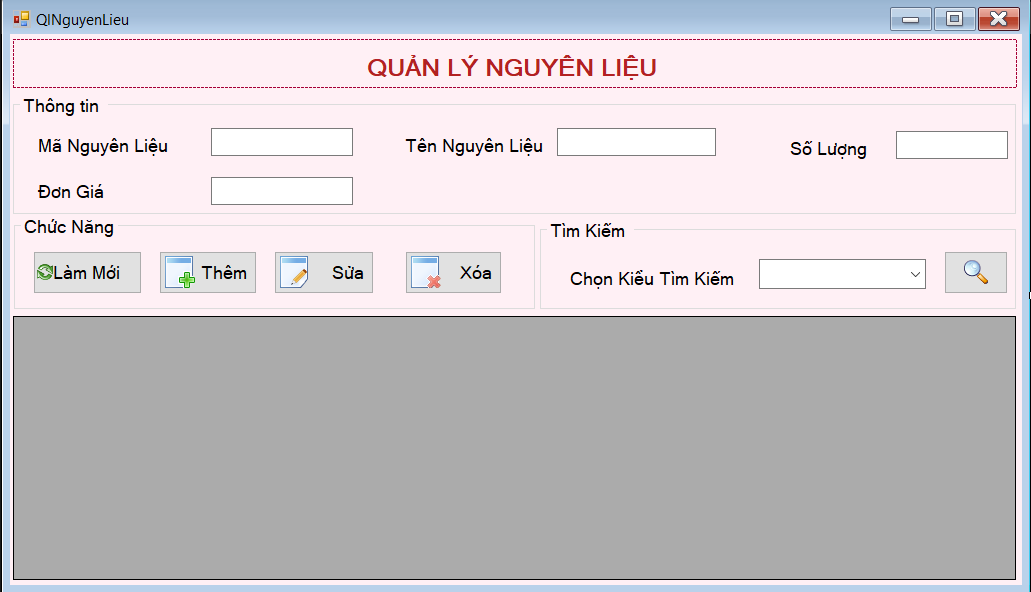 QlNguyenLieu
QUẢN LÝ NGUYÊN LIỆU
Thông tin
Mã Nguyên Liệu
Tên Nguyên Liệu
Số Lượng
Đơn Giá
Chức Năng
Làm Mới
Thêm
Sửa
Xóa
Tìm Kiếm
Chọn Kiểu Tìm Kiếm